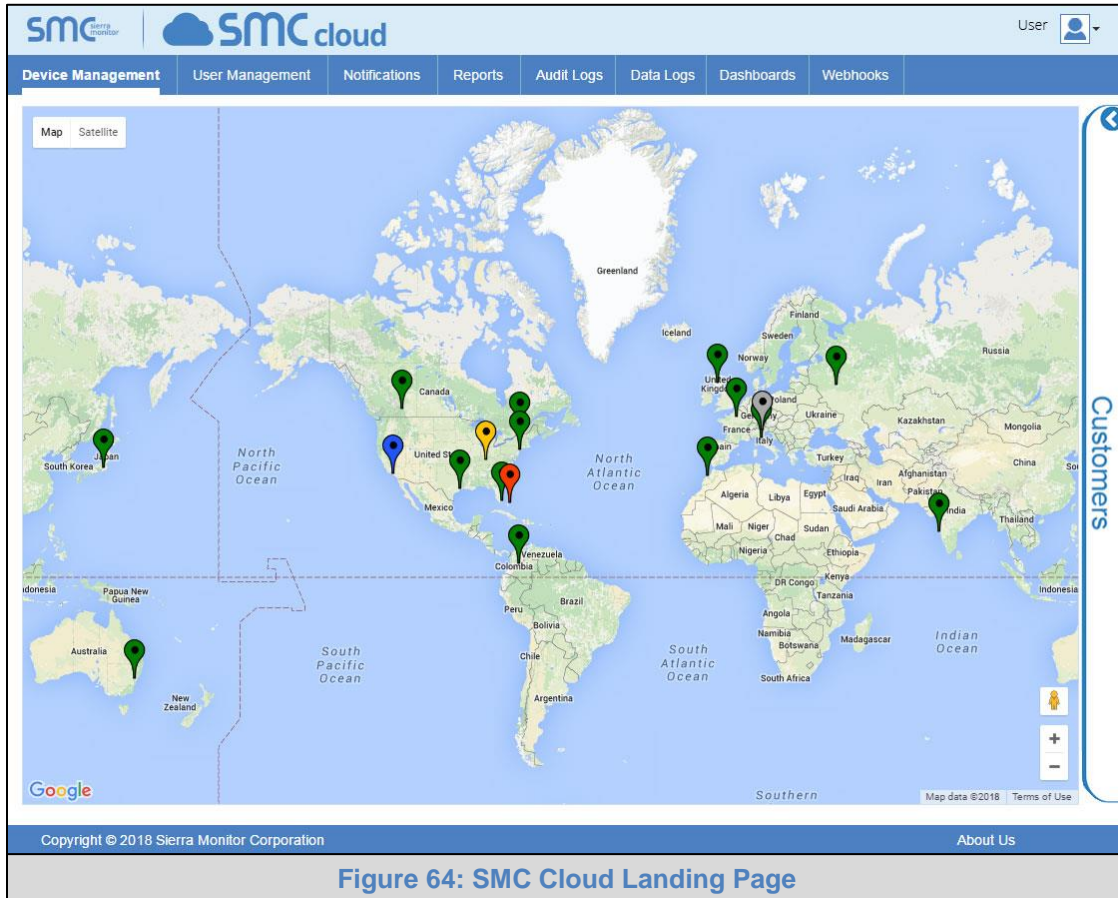 smc sierra monitor
SMC cloud
User
Device Management User Management Notifications Reports Audit Logs Data Logs Dashboards Webhooks
Map Satellite
Customers
Greenland
Iceland
Finland
Sweden
Norway
Russia
Canada
United
Kingdom
Poland
Ukraine
Kazakhstan
Mongolia
France
Italy
Turkey
China
South Korea
Japan
North
Pacific
Ocean
United St
North
Atlantic
Ocean
Mexico
Afghanistan
Iraq
Iran
Pakistan
India
Algeria
Libya
Egypt
Saudi Arabia
Thailand
Mali
Niger
Chad
Sudan
Nigeria
Ethiopia
Venezuela
Colombia
DR Congo
Kenya
Tanzania
Indonesia
ndonesia
Papua New
Guinea
Peru
Brazil
Bolivia
Angola
Namibia
Botswana
Madagascar
Indian
Ocean
Australia
South
Pacific
Ocean
Chile
South
Atlantic
Ocean
South Africa
New
Zealand
Argentina
Southern
Google
Map data ©2018 Terms of Use
Copyright © 2018 Sierra Monitor Corporation About Us
Figure 64: SMC Cloud Landing Page